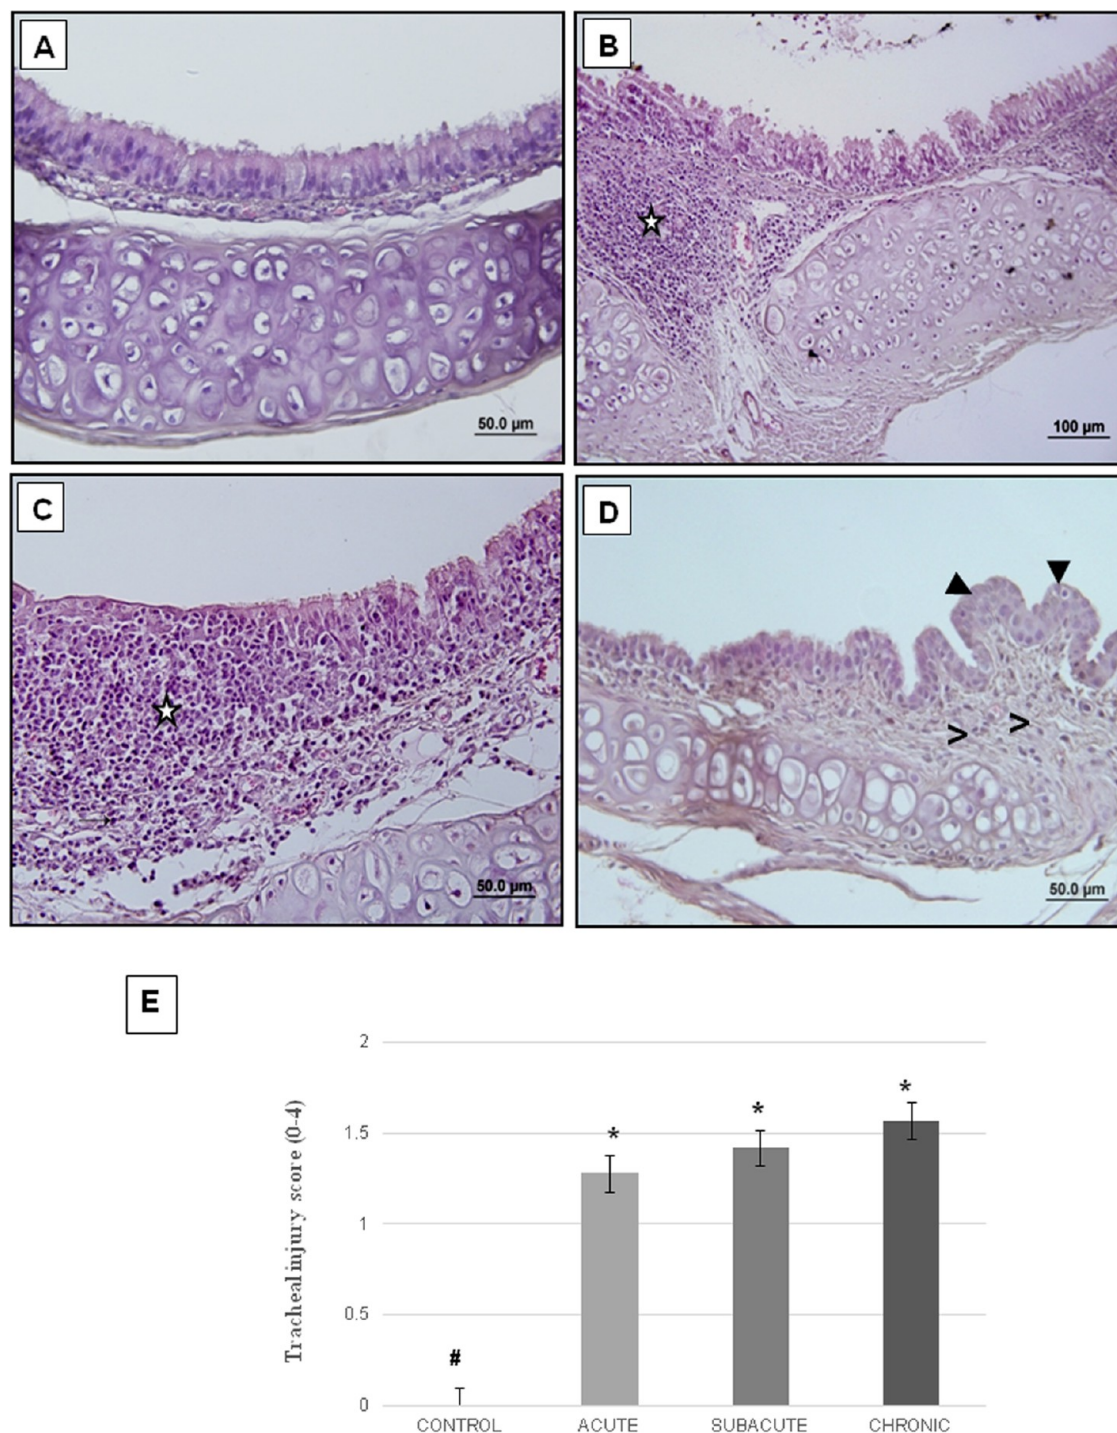 A
B
50.0 µm
100 µm
C
D
50.0 µm
> >
50.0 µm
E
2
1.5
1
0.5
0
Tracheal injury score (0-4)
#
*
*
*
CONTROL ACUTE SUBACUTE CHRONIC